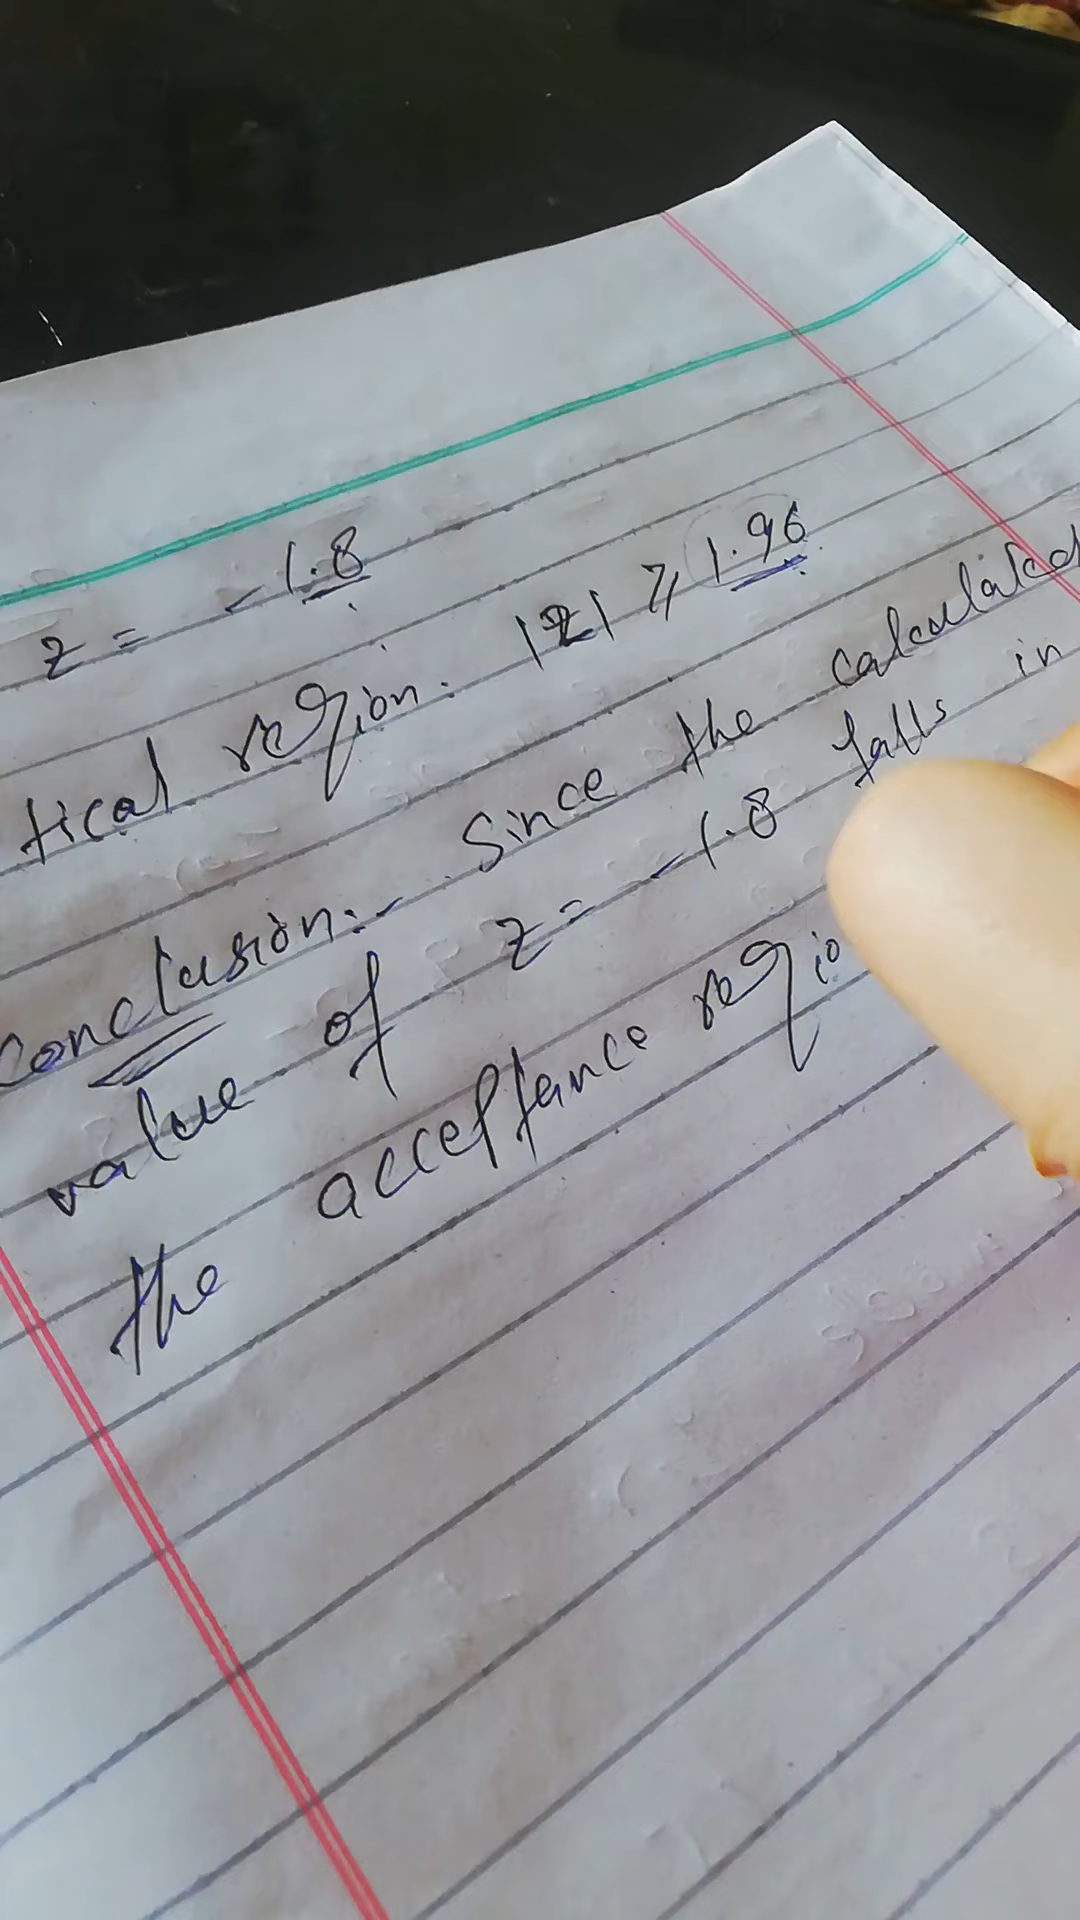 z = -1.8
tical region. |z| ≥ 1.96
Conclusion:- Since the calculated
value of z = -1.8 falls in
the acceptance regio